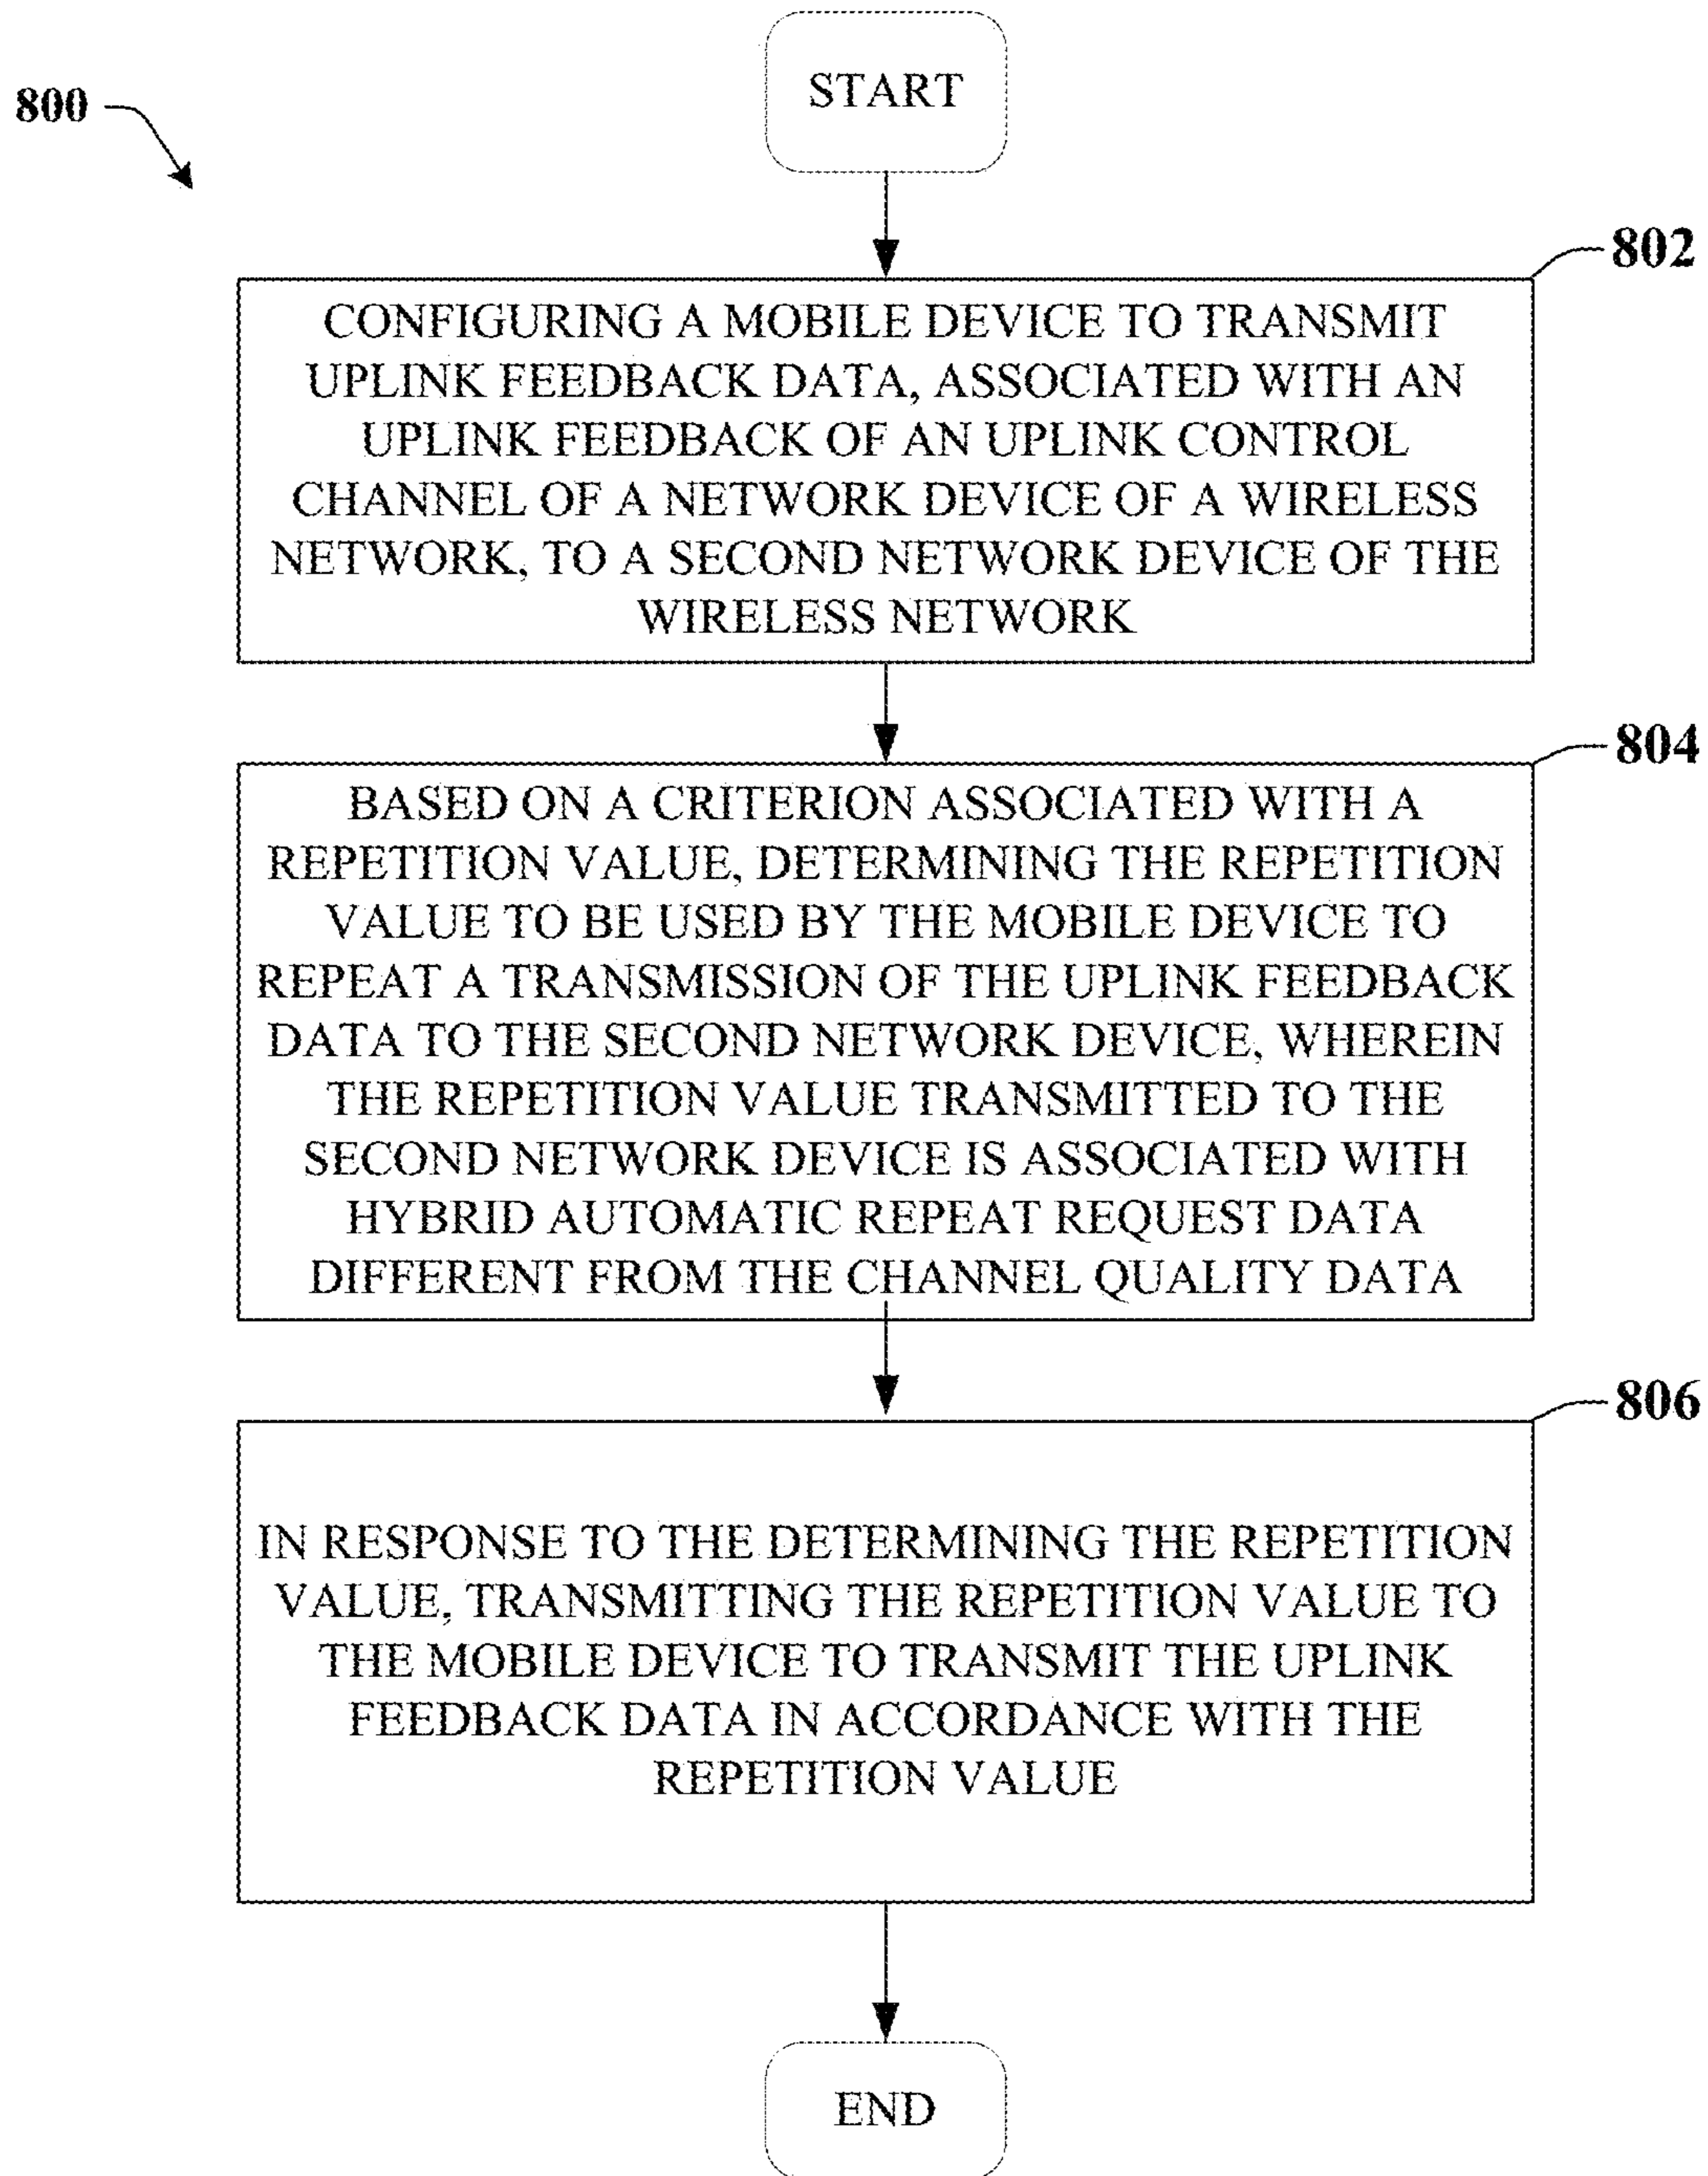 START
800
802
CONFIGURING A MOBILE DEVICE TO TRANSMIT
UPLINK FEEDBACK DATA, ASSOCIATED WITH AN
UPLINK FEEDBACK OF AN UPLINK CONTROL
CHANNEL OF A NETWORK DEVICE OF A WIRELESS
NETWORK, TO A SECOND NETWORK DEVICE OF THE
WIRELESS NETWORK
804
BASED ON A CRITERION ASSOCIATED WITH A
REPETITION VALUE, DETERMINING THE REPETITION
VALUE TO BE USED BY THE MOBILE DEVICE TO
REPEAT A TRANSMISSION OF THE UPLINK FEEDBACK
DATA TO THE SECOND NETWORK DEVICE, WHEREIN
THE REPETITION VALUE TRANSMITTED TO THE
SECOND NETWORK DEVICE IS ASSOCIATED WITH
HYBRID AUTOMATIC REPEAT REQUEST DATA
DIFFERENT FROM THE CHANNEL QUALITY DATA
806
IN RESPONSE TO THE DETERMINING THE REPETITION
VALUE, TRANSMITTING THE REPETITION VALUE TO
THE MOBILE DEVICE TO TRANSMIT THE UPLINK
FEEDBACK DATA IN ACCORDANCE WITH THE
REPETITION VALUE
END